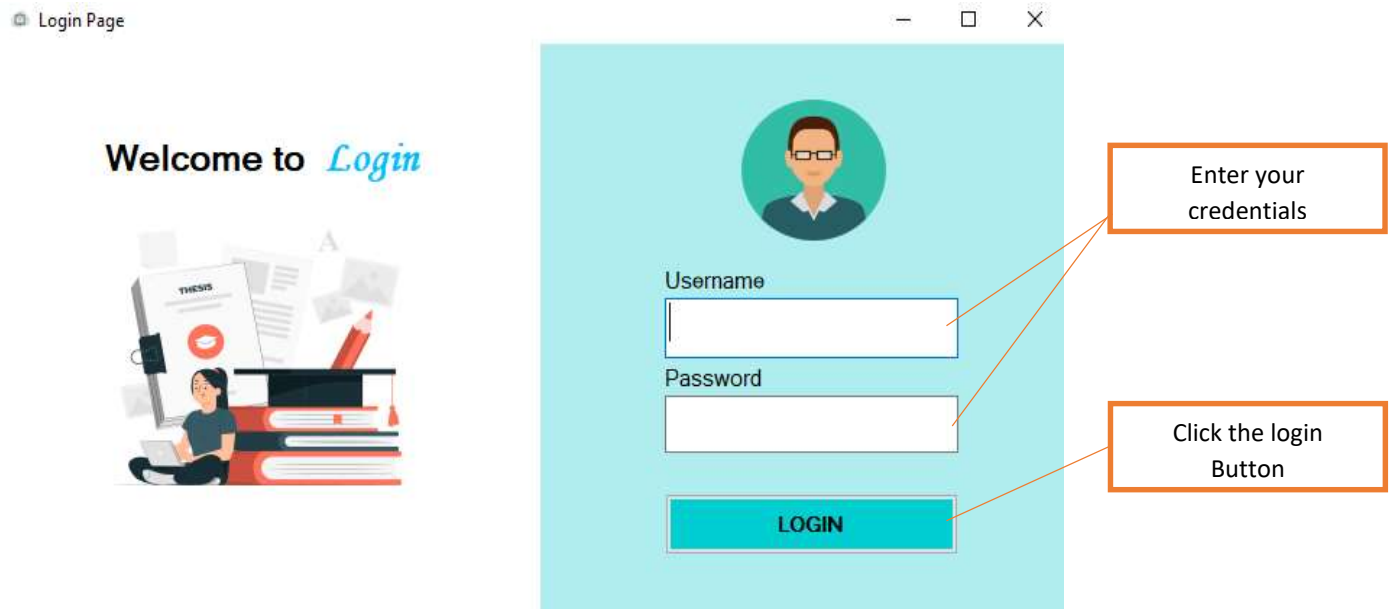 Login Page
Welcome to Login
A
THESIS
Username
Password
LOGIN
Enter your
credentials
Click the login
Button